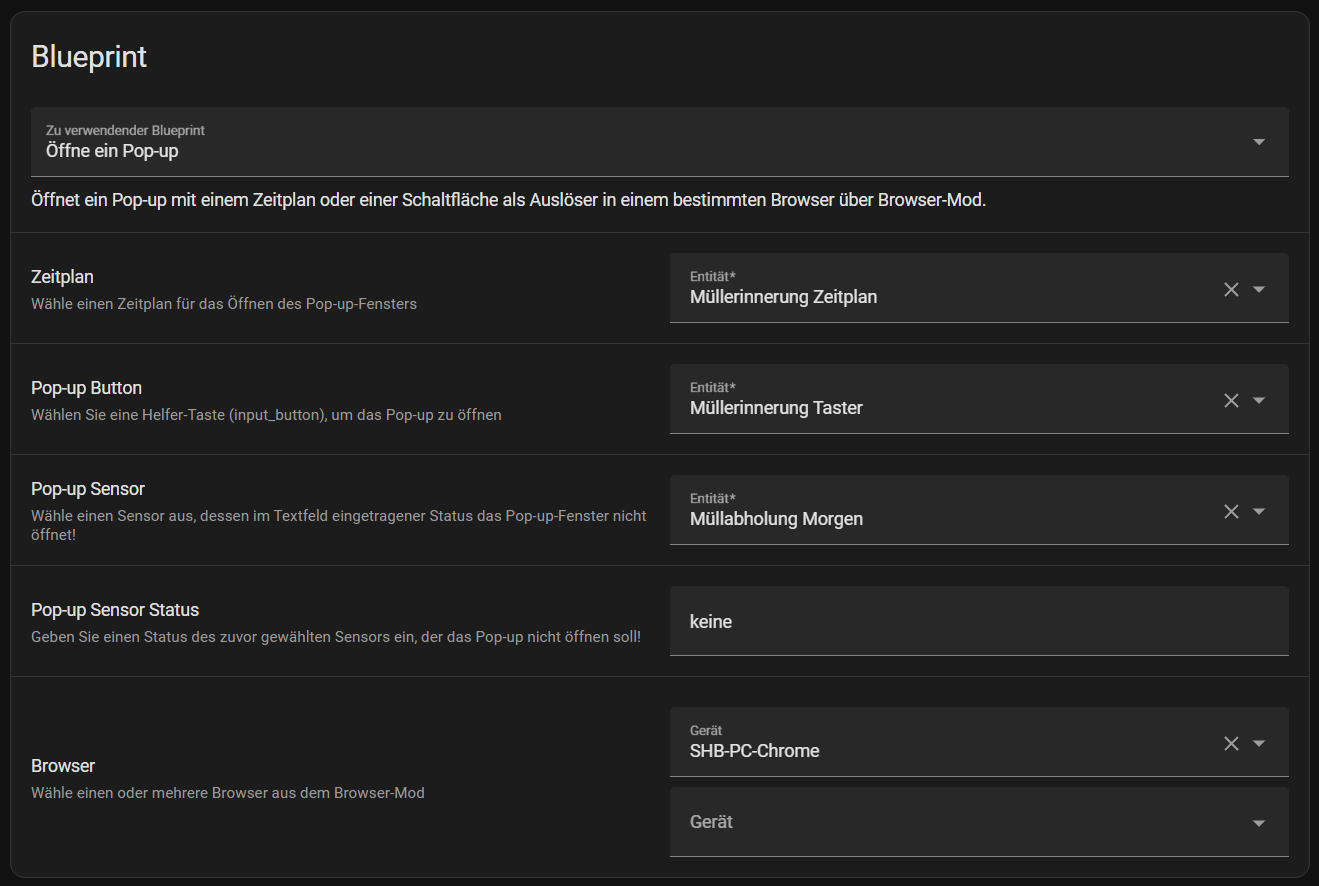 Blueprint
Zu verwendender Blueprint
Öffne ein Pop-up
Öffnet ein Pop-up mit einem Zeitplan oder einer Schaltfläche als Auslöser in einem bestimmten Browser über Browser-Mod.
Zeitplan
Wähle einen Zeitplan für das Öffnen des Pop-up-Fensters
Entität*
Müllerinnerung Zeitplan
Pop-up Button
Wählen Sie eine Helfer-Taste (input_button), um das Pop-up zu öffnen
Entität*
Müllerinnerung Taster
Pop-up Sensor
Wähle einen Sensor aus, dessen im Textfeld eingetragener Status das Pop-up-Fenster nicht
öffnet!
Entität*
Müllabholung Morgen
Pop-up Sensor Status
Geben Sie einen Status des zuvor gewählten Sensors ein, der das Pop-up nicht öffnen soll!
keine
Browser
Wähle einen oder mehrere Browser aus dem Browser-Mod
Gerät
SHB-PC-Chrome
Gerät